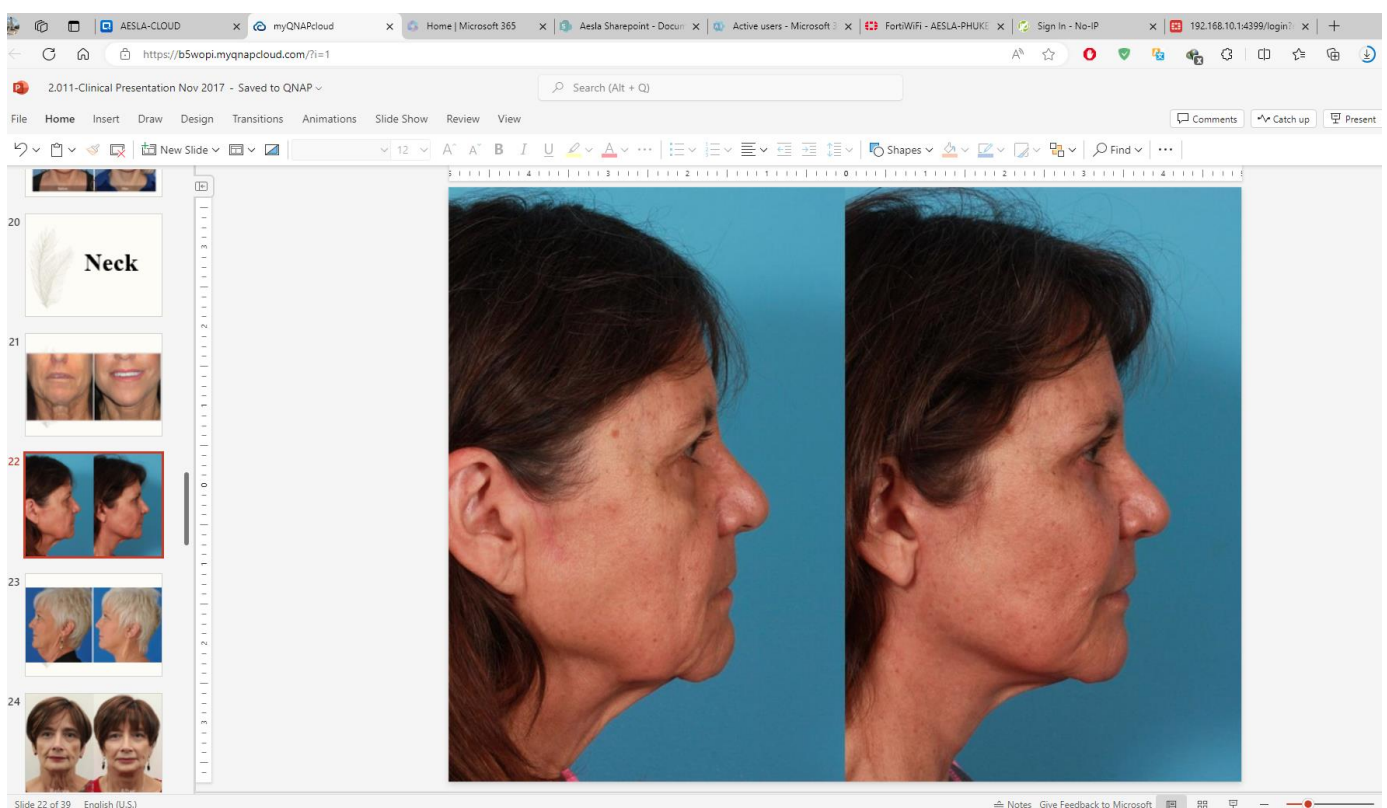 AESLA-CLOUD
myQNAPcloud
Home | Microsoft 365
Aesla Sharepoint - Docum
Active users - Microsoft 3
FortiWiFi - AESLA-PHUKE
Sign In - No-IP
192.168.10.1:4399/login?
https://b5wopi.myqnapcloud.com/?i=1
2.011-Clinical Presentation Nov 2017 - Saved to QNAP
Search (Alt + Q)
File Home Insert Draw Design Transitions Animations Slide Show Review View
Comments Catch up Present
New Slide 12 A A B I U A Shapes Find
20
Neck
21
22
23
24
Slide 22 of 39 English (U.S.)
Notes Give Feedback to Microsoft